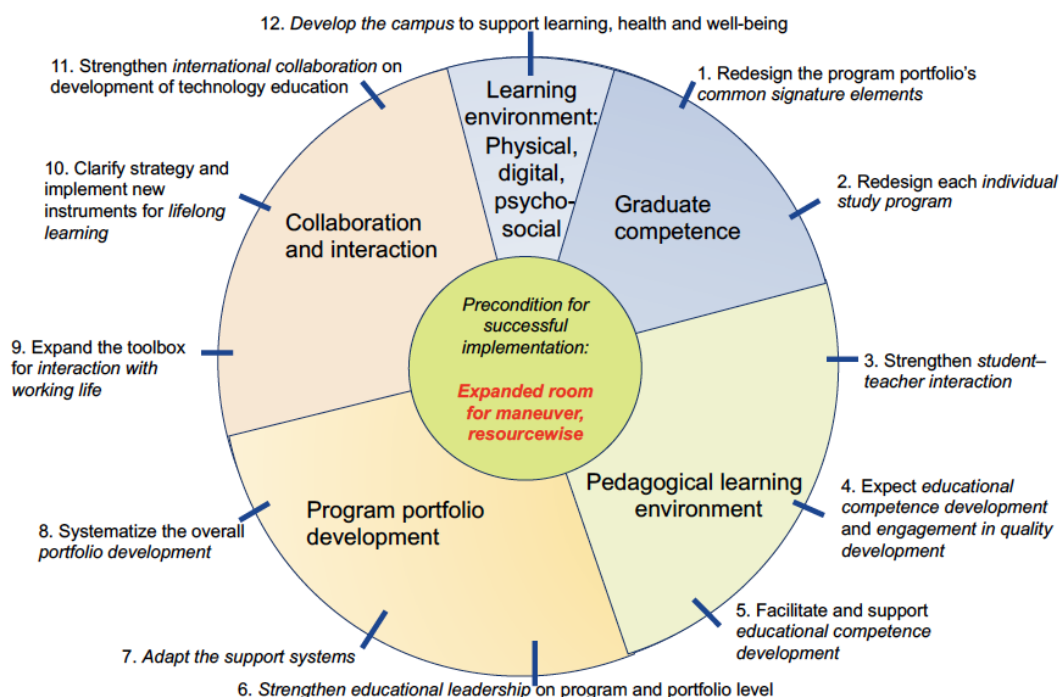 12. Develop the campus to support learning, health and well-being
1. Redesign the program portfolio's
common signature elements
2. Redesign each individual
study program
3. Strengthen student–
teacher interaction
4. Expect educational
competence development
and engagement in quality
development
5. Facilitate and support
educational competence
development
6. Strengthen educational leadership on program and portfolio level
7. Adapt the support systems
8. Systematize the overall
portfolio development
9. Expand the toolbox
for interaction with
working life
10. Clarify strategy and
implement new
instruments for lifelong
learning
11. Strengthen international collaboration on
development of technology education
Learning
environment:
Physical,
digital,
psycho-
social
Graduate
competence
Pedagogical learning
environment
Program portfolio
development
Collaboration
and interaction
Precondition for
successful
implementation:
Expanded room
for maneuver,
resourcewise